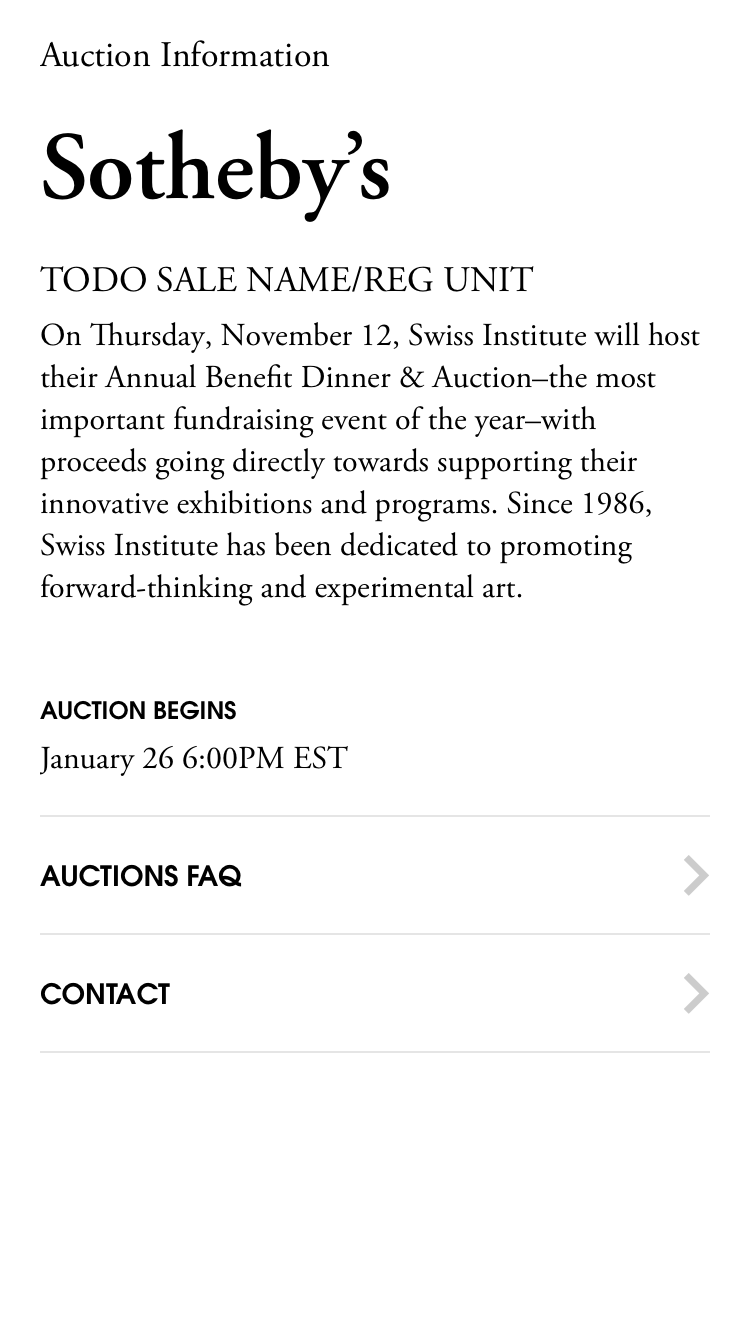 Auction Information
Sotheby’s
TODO SALE NAME/REG UNIT
On Thursday, November 12, Swiss Institute will host
their Annual Benefit Dinner & Auction–the most
important fundraising event of the year–with
proceeds going directly towards supporting their
innovative exhibitions and programs. Since 1986,
Swiss Institute has been dedicated to promoting
forward-thinking and experimental art.
AUCTION BEGINS
January 26 6:00PM EST
AUCTIONS FAQ
CONTACT